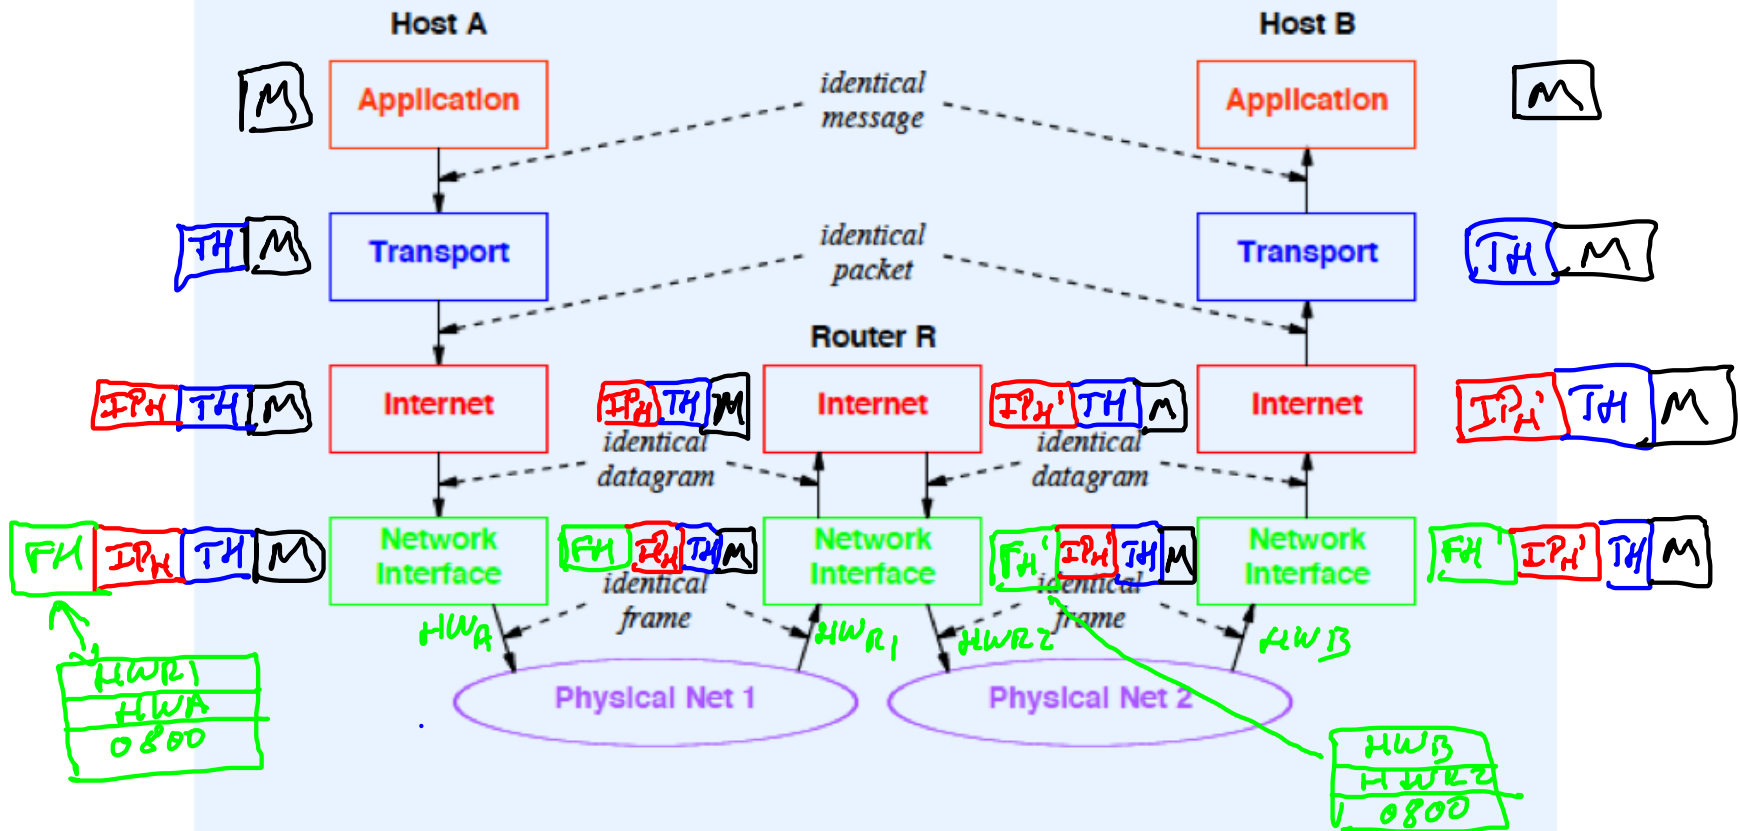 Host A
Host B
M
Application
identical
message
Application
M
TH M
Transport
identical
packet
Transport
TH M
Router R
IPH TH M
Internet
IPH TH M
Internet
IPH' TH M
Internet
IPH' TH M
identical
datagram
identical
datagram
FH IPH TH M
Network
Interface
FH IPH TH M
Network
Interface
FH' IPH' TH M
Network
Interface
FH' IPH' TH M
identical
frame
identical
frame
HWA
HWR1
HWR2
HWB
HWR1
HWA
0800
Physical Net 1
Physical Net 2
HWB
HWR2
0800